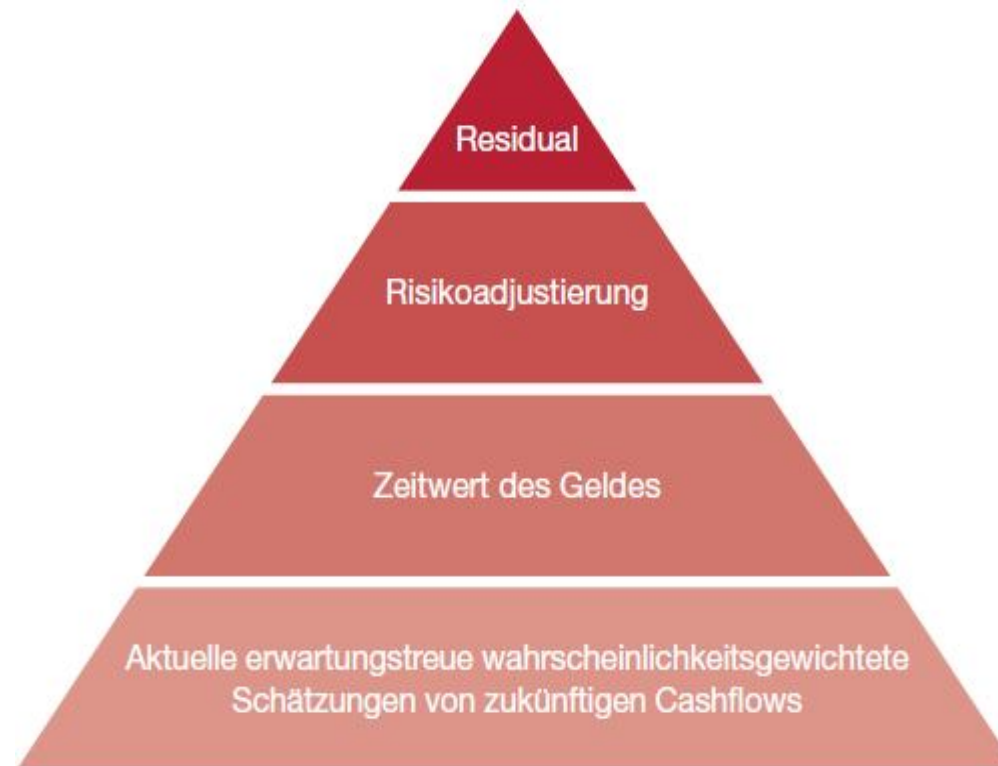 Residual
Risikoadjustierung
Zeitwert des Geldes
Aktuelle erwartungstreue wahrscheinlichkeitsgewichtete
Schätzungen von zukünftigen Cashflows